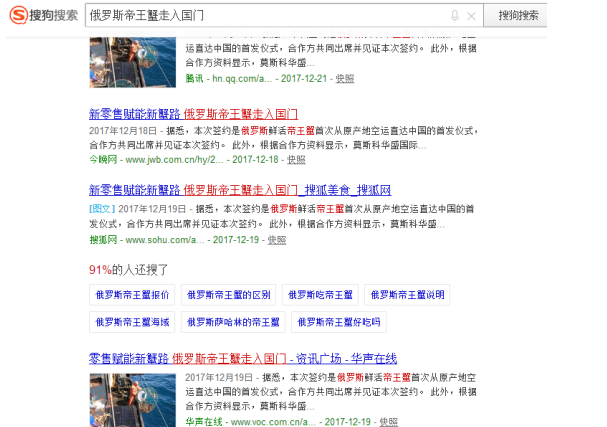 搜狗搜索
俄罗斯帝王蟹走入国门
搜狗搜索
运直达中国的首发仪式，合作方共同出席并见证本次签约。 此外，根据
合作方资料显示，莫斯科华盛...
腾讯 - hn.qq.com/a... - 2017-12-21 - 快照
新零售赋能新蟹路 俄罗斯帝王蟹走入国门
2017年12月18日 - 据悉，本次签约是俄罗斯鲜活帝王蟹首次从原产地空运直达中国的首发仪式，
合作方共同出席并见证本次签约。 此外，根据合作方资料显示，莫斯科华盛国际...
今晚网 - www.jwb.com.cn/hy/2... - 2017-12-18 - 快照
新零售赋能新蟹路 俄罗斯帝王蟹走入国门_搜狐美食_搜狐网
[图文] 2017年12月19日 - 据悉，本次签约是俄罗斯鲜活帝王蟹首次从原产地空运直达中国的首
发仪式，合作方共同出席并见证本次签约。 此外，根据合作方资料显示，莫斯科华盛...
搜狐网 - www.sohu.com/a... - 2017-12-19 - 快照
91%的人还搜了
俄罗斯帝王蟹报价 俄罗斯帝王蟹的区别 俄罗斯吃帝王蟹 俄罗斯帝王蟹说明
俄罗斯帝王蟹海域 俄罗斯萨哈林的帝王蟹 俄罗斯帝王蟹好吃吗
零售赋能新蟹路 俄罗斯帝王蟹走入国门 - 资讯广场 - 华声在线
2017年12月19日 - 据悉，本次签约是俄罗斯鲜活帝王蟹首次从原产地空
运直达中国的首发仪式，合作方共同出席并见证本次签约。 此外，根据
合作方资料显示，莫斯科华盛...
华声在线 - www.voc.com.cn/a... - 2017-12-19 - 快照